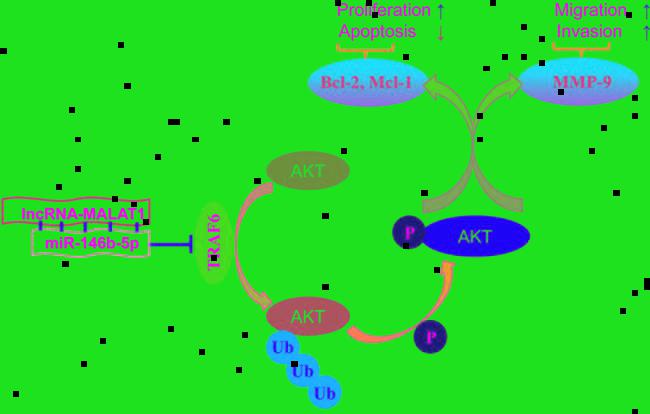 Proliferation ↑
Apoptosis ↓
Migration ↑
Invasion ↑
Bcl-2, Mcl-1
MMP-9
AKT
lncRNA-MALAT1
miR-146b-5p
TRAF6
P
AKT
AKT
P
Ub
Ub
Ub